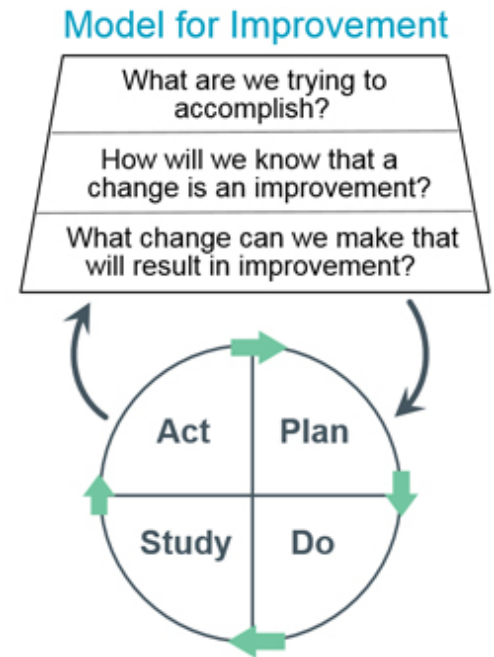 Model for Improvement
What are we trying to
accomplish?
How will we know that a
change is an improvement?
What change can we make that
will result in improvement?
Act
Plan
Study
Do